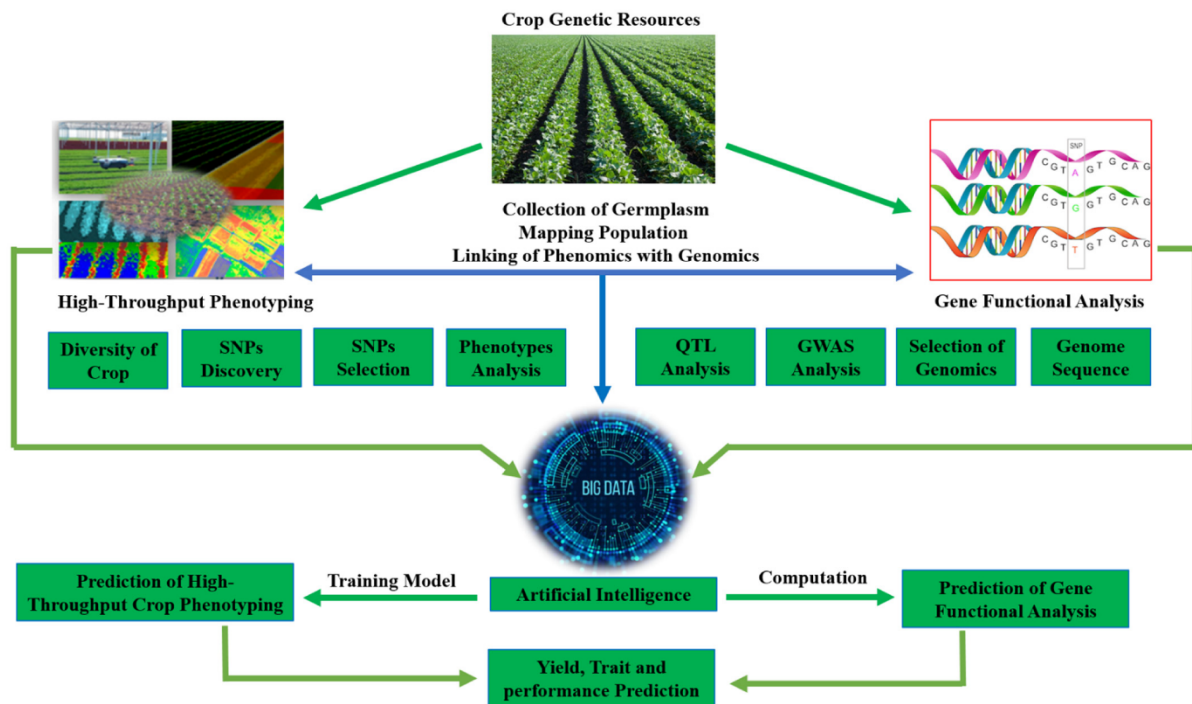 Crop Genetic Resources
SNP
CGTAGTGCAG
CGTGGTGCAG
CGTTGTGCAG
Collection of Germplasm
Mapping Population
Linking of Phenomics with Genomics
High-Throughput Phenotyping
Gene Functional Analysis
Diversity of
Crop
SNPs
Discovery
SNPs
Selection
Phenotypes
Analysis
QTL
Analysis
GWAS
Analysis
Selection of
Genomics
Genome
Sequence
BIG DATA
Prediction of High-
Throughput Crop Phenotyping
Training Model
Artificial Intelligence
Computation
Prediction of Gene
Functional Analysis
Yield, Trait and
performance Prediction